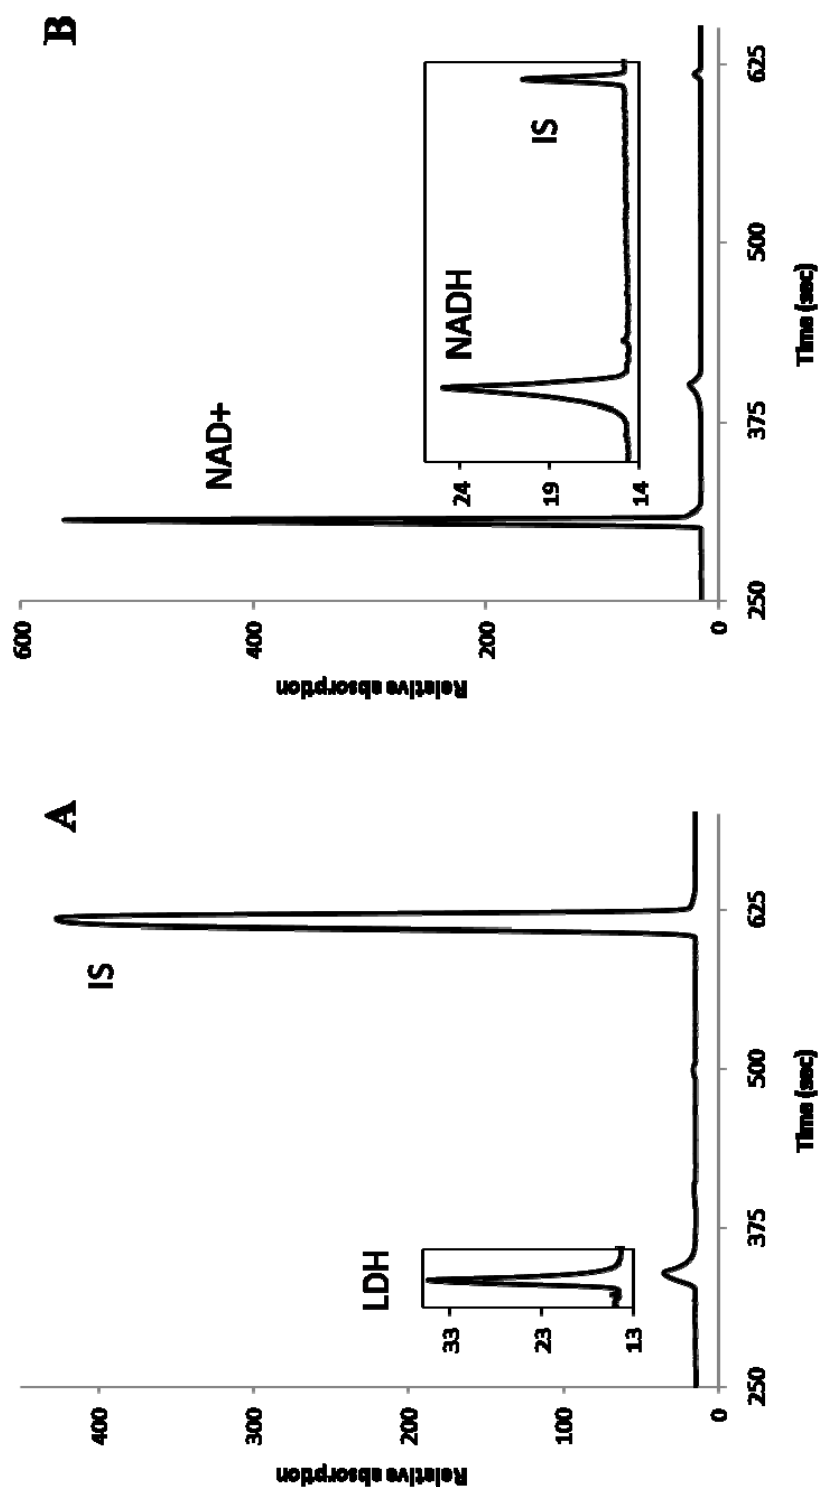 A
Relative absorption
400
300
200
100
0
IS
LDH
33
23
13
250
375
500
625
Time (sec)
B
Relative absorption
600
400
200
0
NAD+
NADH
IS
24
19
14
250
375
500
625
Time (sec)